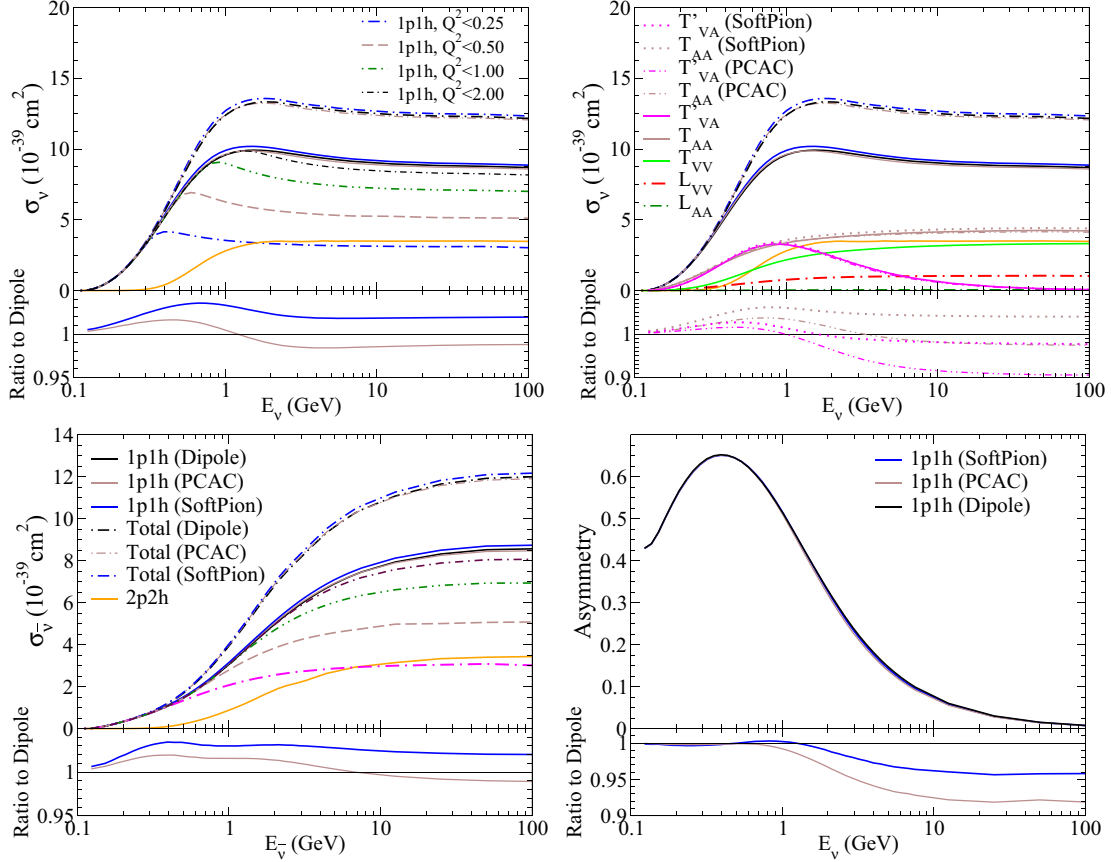 20
15
10
5
0
σν (10⁻³⁹ cm²)
1p1h, Q²<0.25
1p1h, Q²<0.50
1p1h, Q²<1.00
1p1h, Q²<2.00
Ratio to Dipole
1
0.95
0.1 1 10 100
Eν (GeV)
20
15
10
5
0
σν (10⁻³⁹ cm²)
T'VA (SoftPion)
TAA (SoftPion)
T'VA (PCAC)
TAA (PCAC)
T'VA
TAA
TVV
LVV
LAA
Ratio to Dipole
1
0.9
0.1 1 10 100
Eν (GeV)
14
12
10
8
6
4
2
0
σν̅ (10⁻³⁹ cm²)
1p1h (Dipole)
1p1h (PCAC)
1p1h (SoftPion)
Total (Dipole)
Total (PCAC)
Total (SoftPion)
2p2h
Ratio to Dipole
1
0.95
0.1 1 10 100
Eν̅ (GeV)
0.6
0.5
0.4
0.3
0.2
0.1
0
Asymmetry
1p1h (SoftPion)
1p1h (PCAC)
1p1h (Dipole)
Ratio to Dipole
1
0.95
0.9
0.1 1 10 100
Eν (GeV)